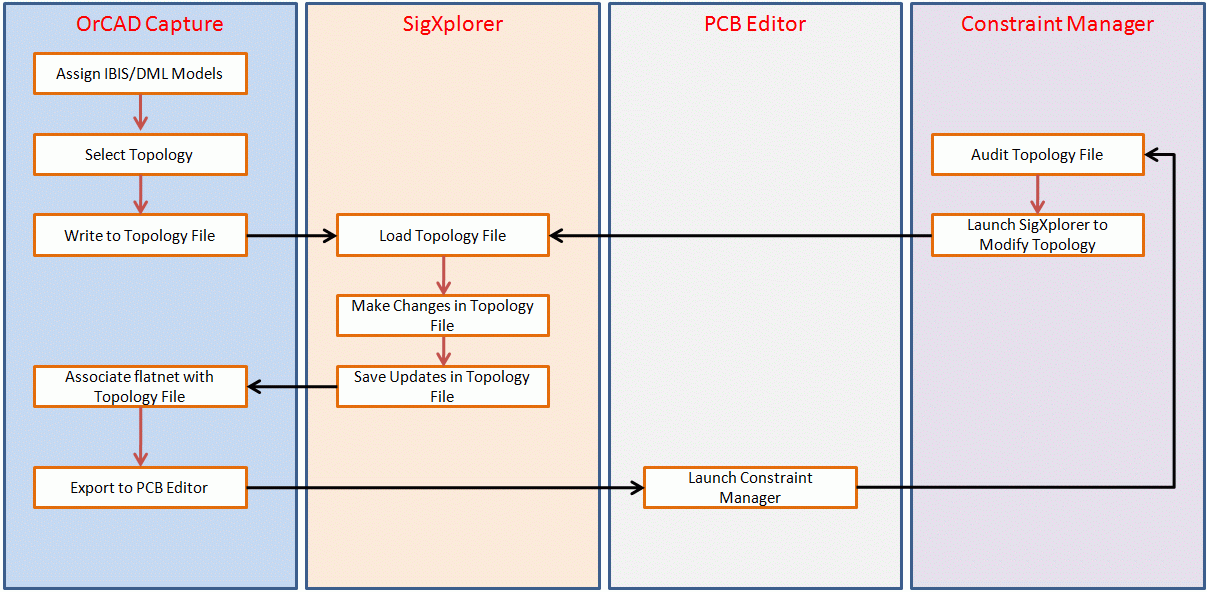 OrCAD Capture
Assign IBIS/DML Models
Select Topology
Write to Topology File
Associate flatnet with
Topology File
Export to PCB Editor
SigXplorer
Load Topology File
Make Changes in Topology
File
Save Updates in Topology
File
PCB Editor
Launch Constraint
Manager
Constraint Manager
Audit Topology File
Launch SigXplorer to
Modify Topology